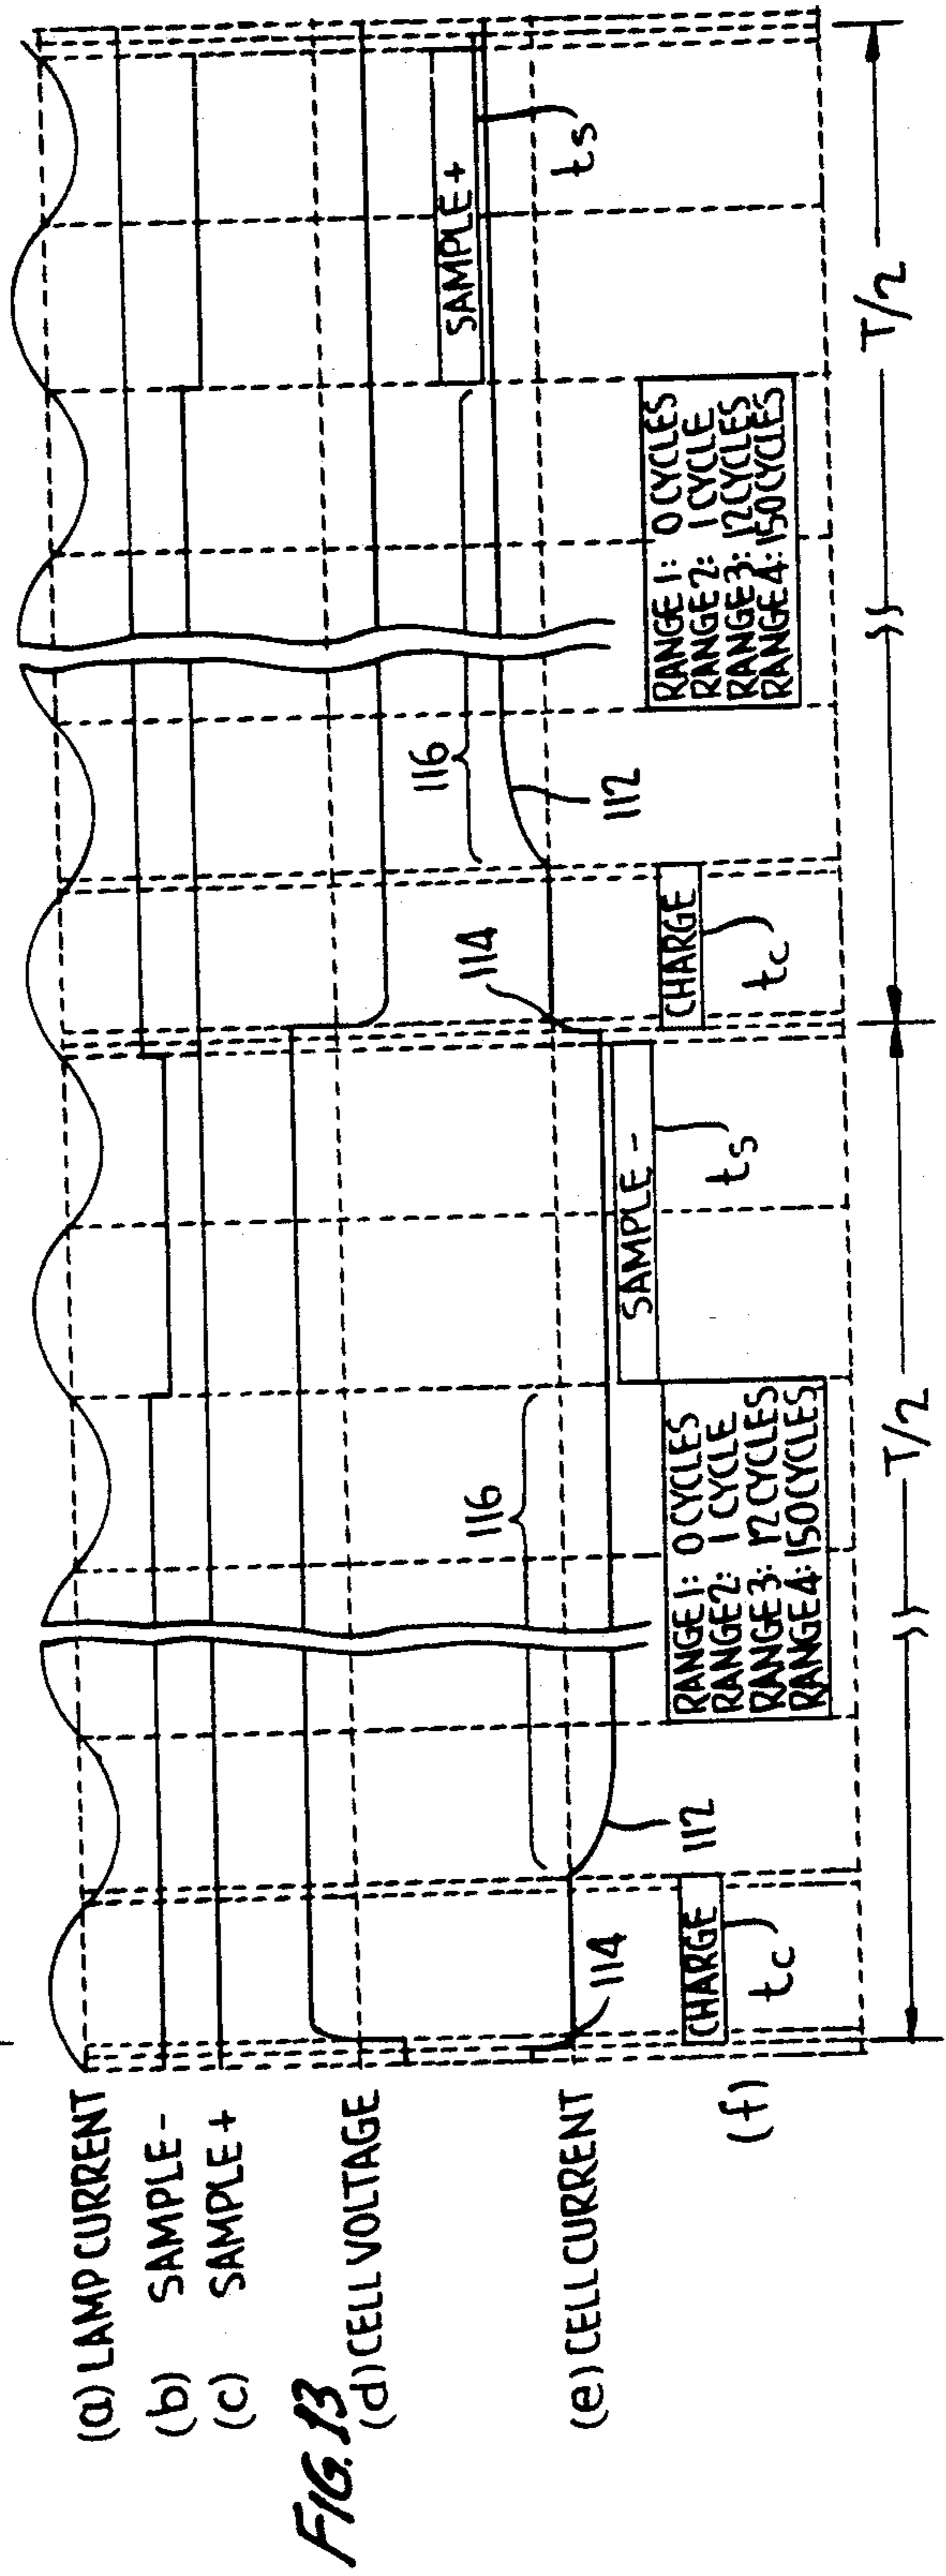 (a) LAMP CURRENT
(b) SAMPLE-
(c) SAMPLE+
FIG. 13
(d) CELL VOLTAGE
(e) CELL CURRENT
(f)
114
CHARGE
tc
112
116
RANGE 1: 0 CYCLES
RANGE 2: 1 CYCLE
RANGE 3: 12 CYCLES
RANGE 4: 150 CYCLES
SAMPLE -
ts
T/2
114
CHARGE
tc
112
116
RANGE 1: 0 CYCLES
RANGE 2: 1 CYCLE
RANGE 3: 12 CYCLES
RANGE 4: 150 CYCLES
SAMPLE+
ts
T/2